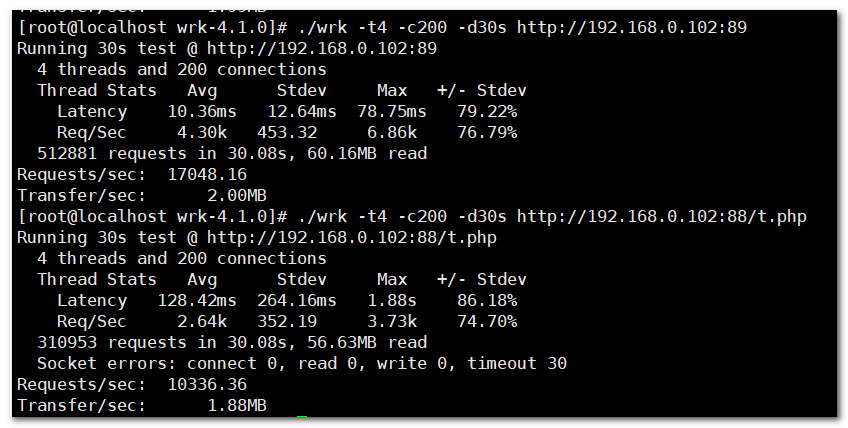 [root@localhost wrk-4.1.0]# ./wrk -t4 -c200 -d30s http://192.168.0.102:89
Running 30s test @ http://192.168.0.102:89
  4 threads and 200 connections
  Thread Stats   Avg      Stdev     Max   +/- Stdev
    Latency    10.36ms   12.64ms  78.75ms   79.22%
    Req/Sec     4.30k   453.32     6.86k    76.79%
  512881 requests in 30.08s, 60.16MB read
Requests/sec:  17048.16
Transfer/sec:      2.00MB
[root@localhost wrk-4.1.0]# ./wrk -t4 -c200 -d30s http://192.168.0.102:88/t.php
Running 30s test @ http://192.168.0.102:88/t.php
  4 threads and 200 connections
  Thread Stats   Avg      Stdev     Max   +/- Stdev
    Latency   128.42ms  264.16ms   1.88s    86.18%
    Req/Sec     2.64k   352.19     3.73k    74.70%
  310953 requests in 30.08s, 56.63MB read
  Socket errors: connect 0, read 0, write 0, timeout 30
Requests/sec:  10336.36
Transfer/sec:      1.88MB